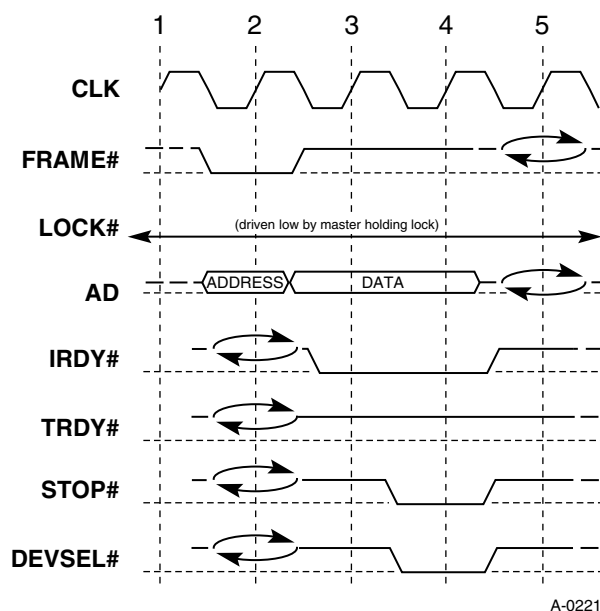 1 2 3 4 5
CLK
FRAME#
LOCK#
(driven low by master holding lock)
AD
ADDRESS DATA
IRDY#
TRDY#
STOP#
DEVSEL#
A-0221